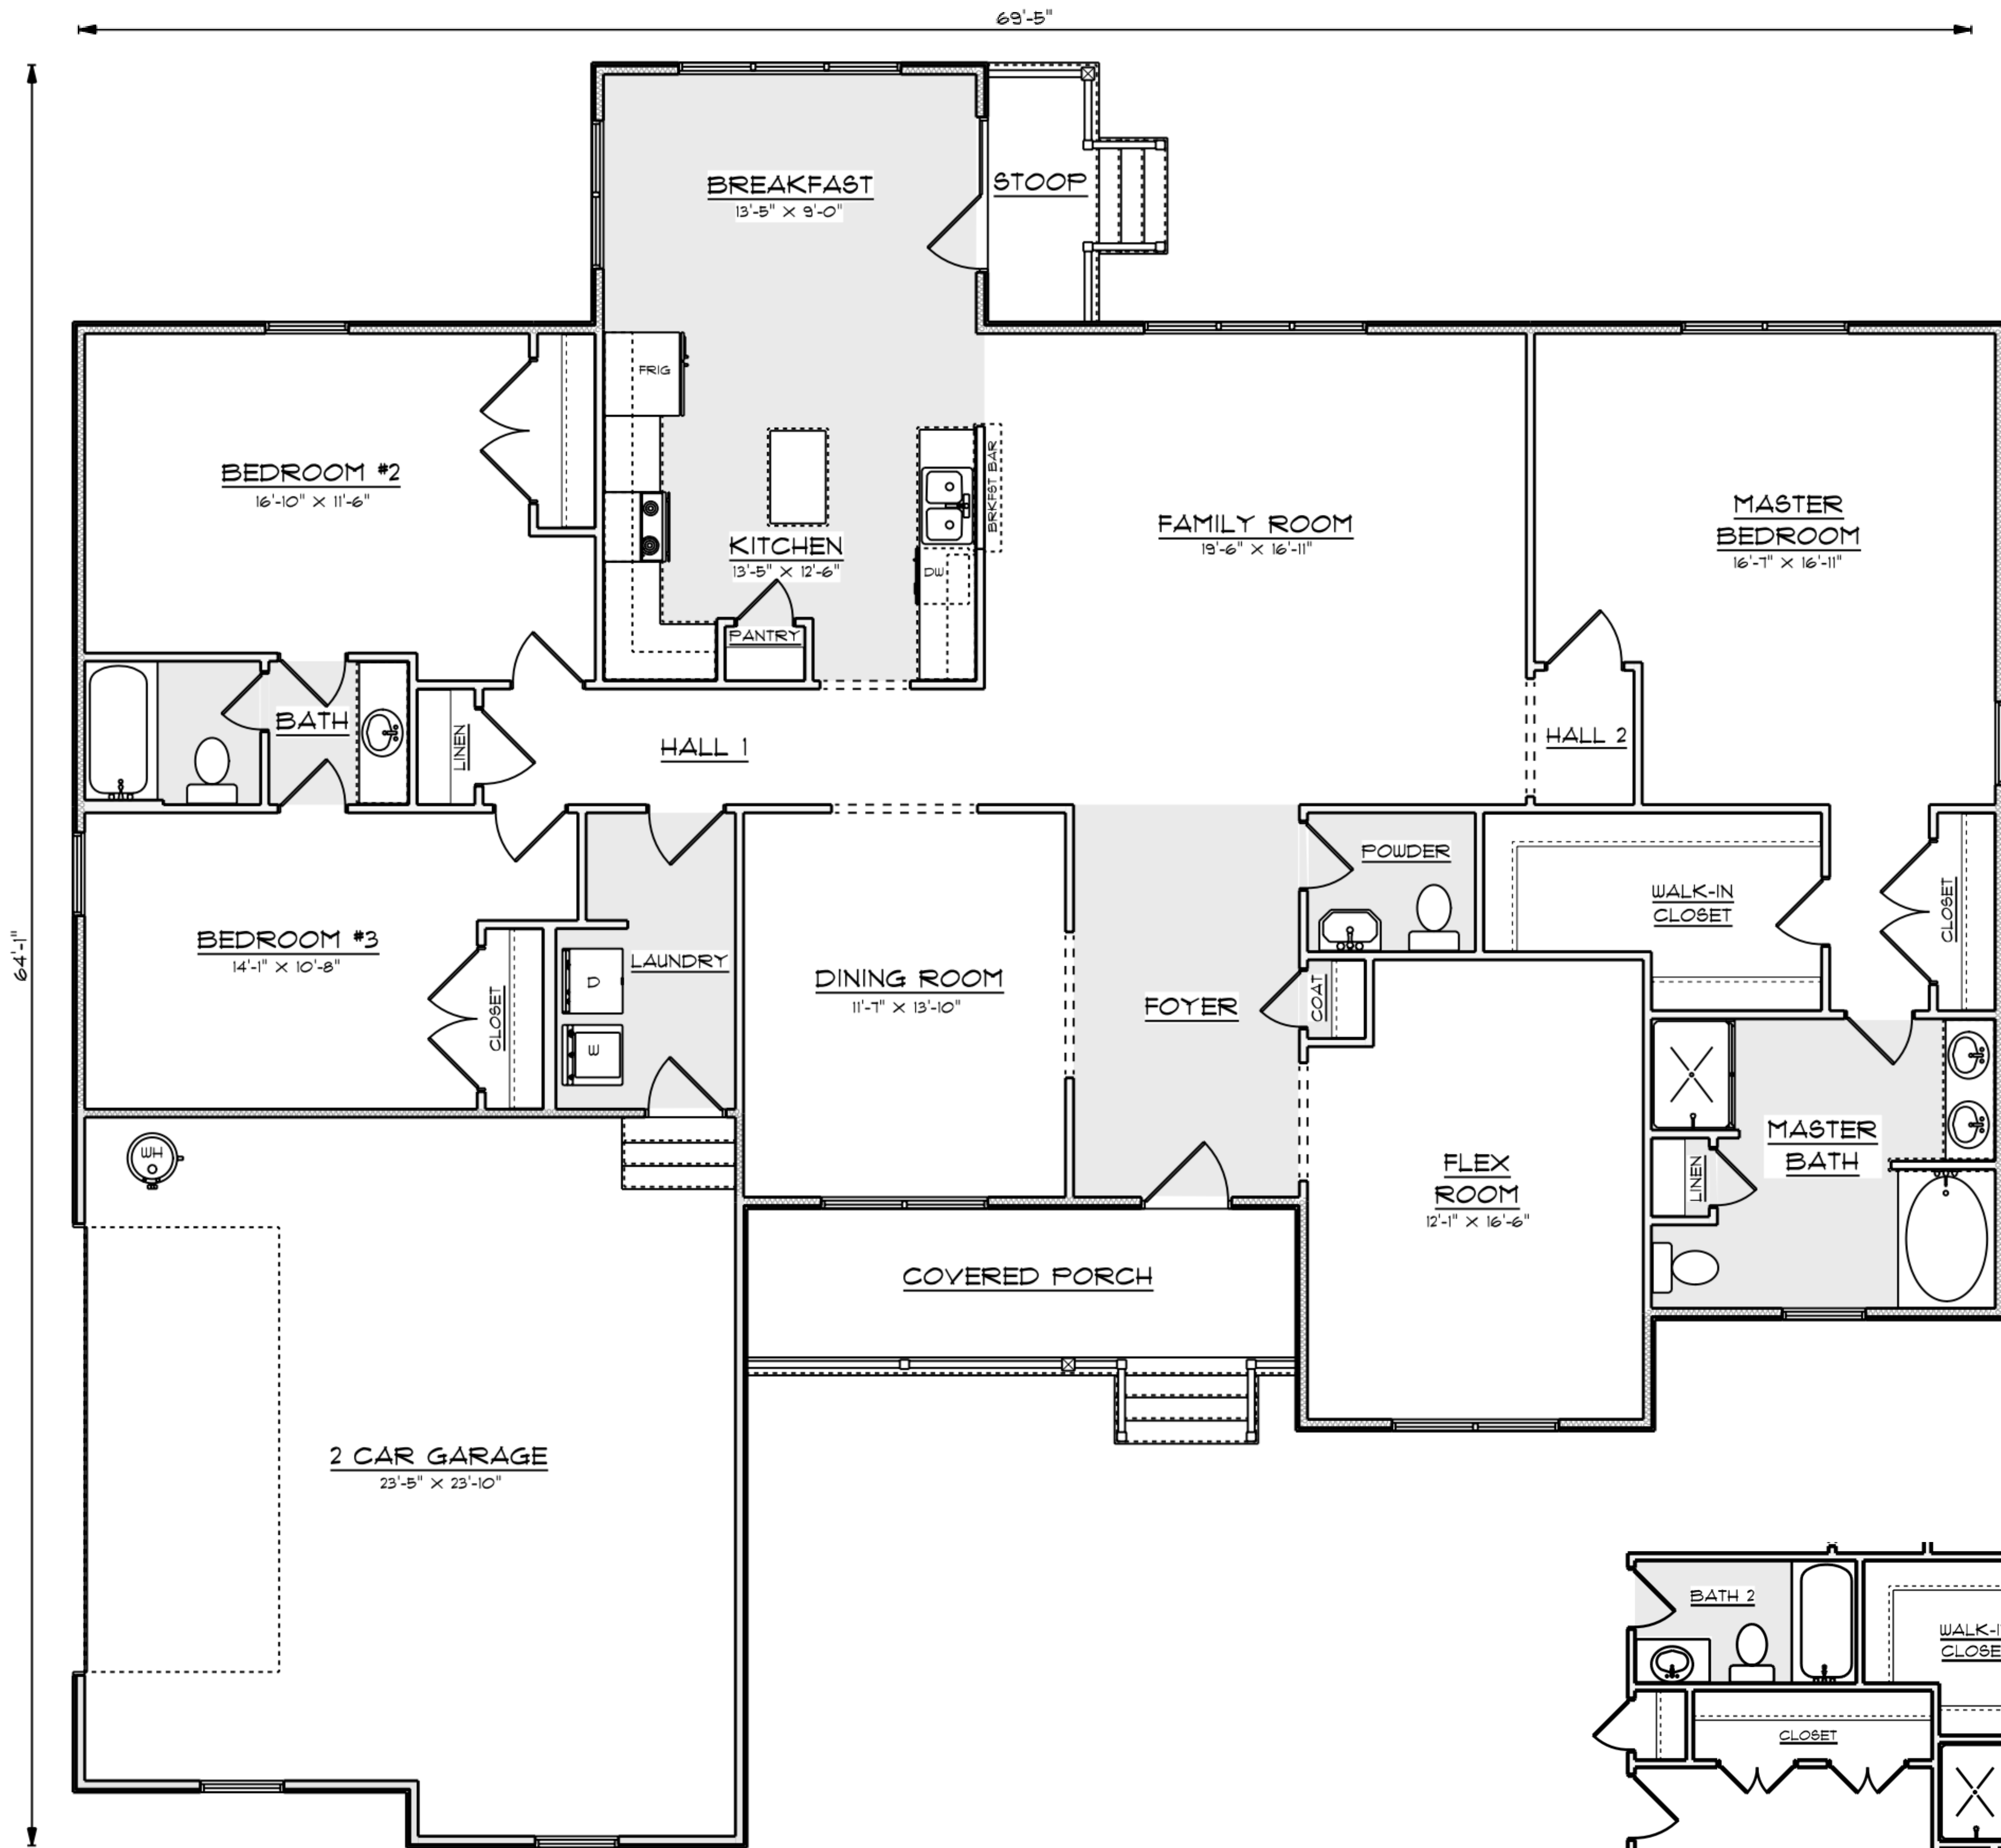 69'-5"
64'-1"
BREAKFAST
13'-5" X 9'-0"
STOOP
FRIG
BEDROOM #2
16'-10" X 11'-6"
BRKFST BAR
KITCHEN
13'-5" X 12'-6"
DW
PANTRY
FAMILY ROOM
19'-6" X 16'-11"
MASTER
BEDROOM
16'-7" X 16'-11"
BATH
LINEN
HALL 1
HALL 2
POWDER
WALK-IN
CLOSET
CLOSET
BEDROOM #3
14'-1" X 10'-8"
CLOSET
LAUNDRY
D
W
DINING ROOM
11'-7" X 13'-10"
FOYER
COAT
MASTER
BATH
LINEN
WH
FLEX
ROOM
12'-1" X 16'-6"
COVERED PORCH
2 CAR GARAGE
23'-5" X 23'-10"
BATH 2
WALK-I
CLOSE
CLOSET